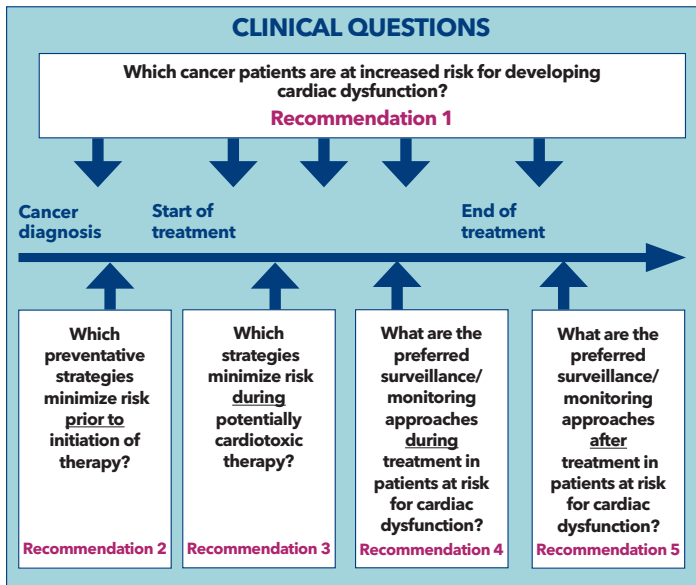 CLINICAL QUESTIONS
Which cancer patients are at increased risk for developing
cardiac dysfunction?
Recommendation 1
Cancer
diagnosis
Start of
treatment
End of
treatment
Which
preventative
strategies
minimize risk
prior to
initiation of
therapy?
Recommendation 2
Which
strategies
minimize risk
during
potentially
cardiotoxic
therapy?
Recommendation 3
What are the
preferred
surveillance/
monitoring
approaches
during
treatment in
patients at risk
for cardiac
dysfunction?
Recommendation 4
What are the
preferred
surveillance/
monitoring
approaches
after
treatment in
patients at risk
for cardiac
dysfunction?
Recommendation 5